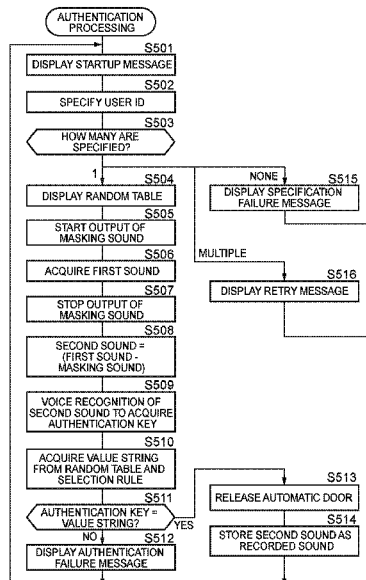 AUTHENTICATION
PROCESSING
S501
DISPLAY STARTUP MESSAGE
S502
SPECIFY USER ID
S503
HOW MANY ARE
SPECIFIED?
1
S504
DISPLAY RANDOM TABLE
NONE
S515
DISPLAY SPECIFICATION
FAILURE MESSAGE
S505
START OUTPUT OF
MASKING SOUND
S506
ACQUIRE FIRST SOUND
MULTIPLE
S516
DISPLAY RETRY MESSAGE
S507
STOP OUTPUT OF
MASKING SOUND
S508
SECOND SOUND =
(FIRST SOUND -
MASKING SOUND)
S509
VOICE RECOGNITION OF
SECOND SOUND TO ACQUIRE
AUTHENTICATION KEY
S510
ACQUIRE VALUE STRING
FROM RANDOM TABLE AND
SELECTION RULE
S511
AUTHENTICATION KEY =
VALUE STRING?
YES
S513
RELEASE AUTOMATIC DOOR
NO
S512
DISPLAY AUTHENTICATION
FAILURE MESSAGE
S514
STORE SECOND SOUND AS
RECORDED SOUND